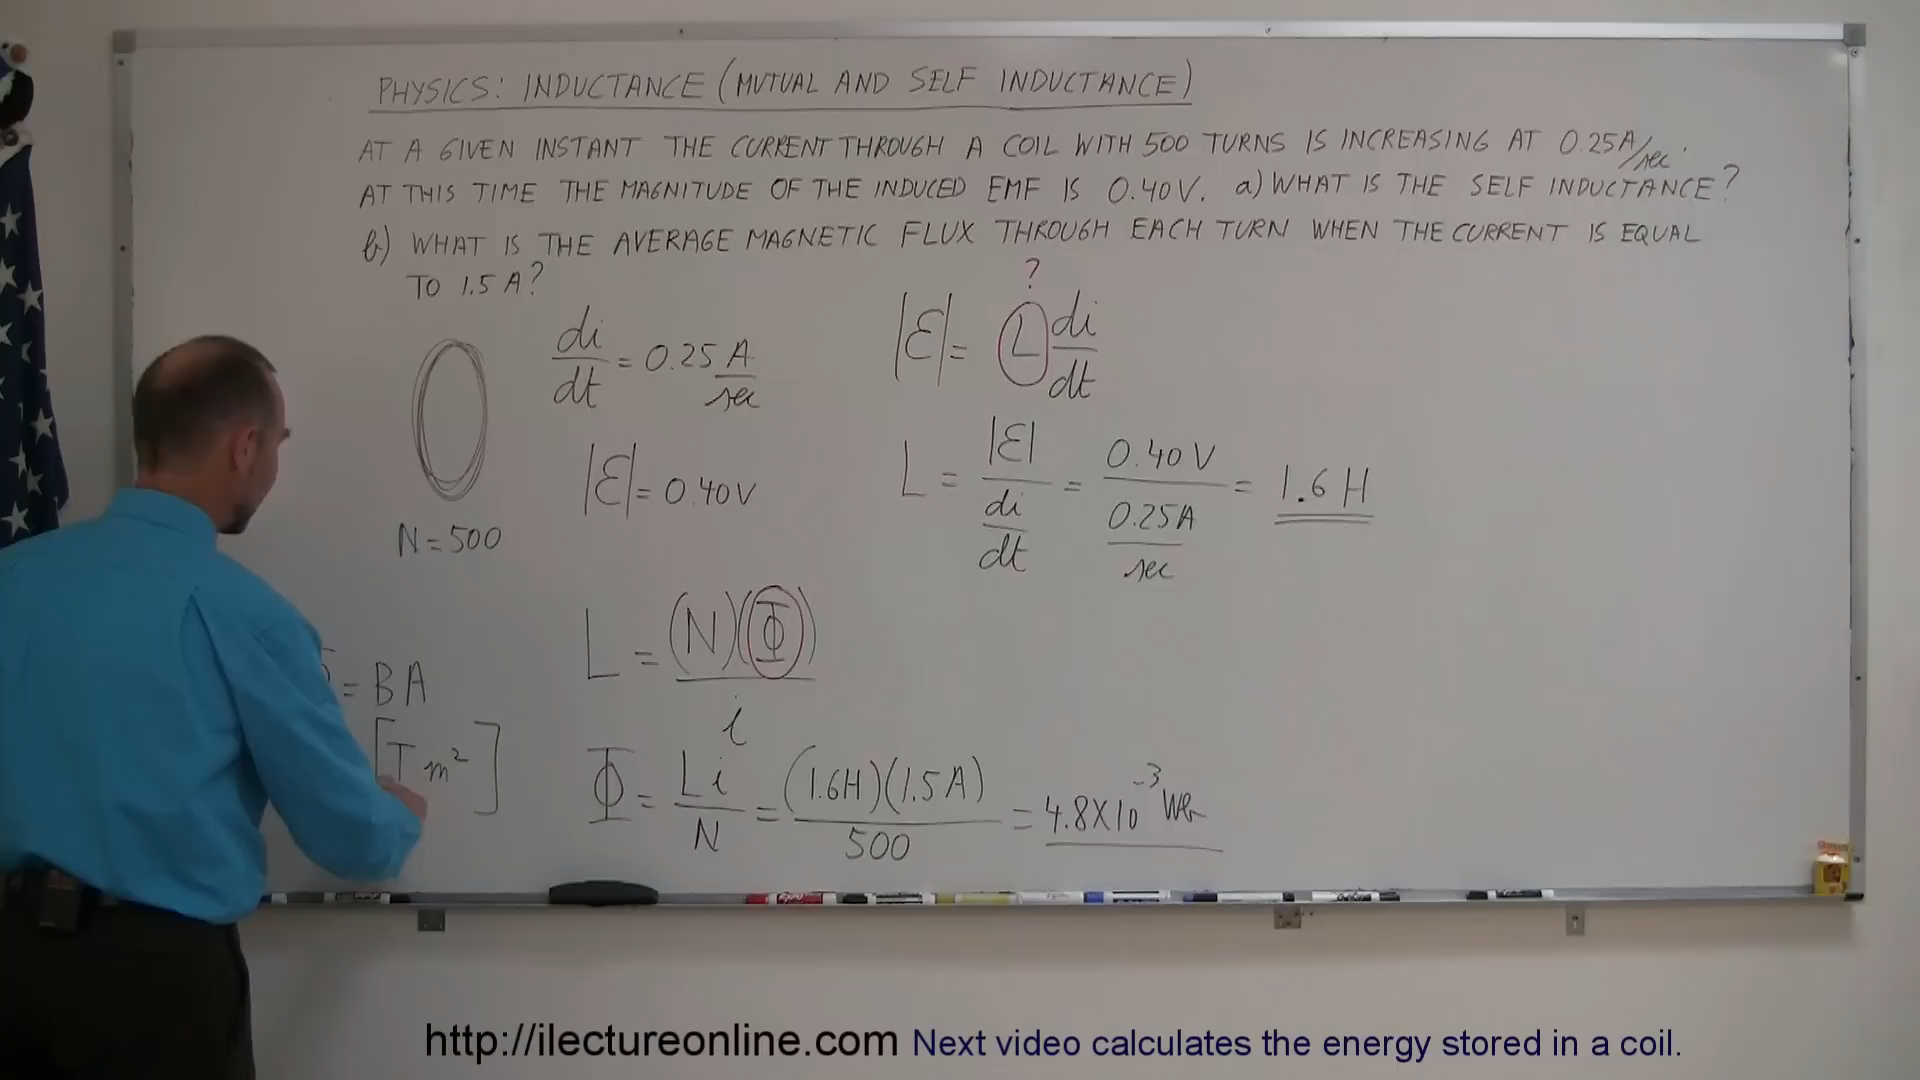 PHYSICS: INDUCTANCE (MUTUAL AND SELF INDUCTANCE)
AT A GIVEN INSTANT THE CURRENT THROUGH A COIL WITH 500 TURNS IS INCREASING AT 0.25A/sec.
AT THIS TIME THE MAGNITUDE OF THE INDUCED EMF IS 0.40V. a) WHAT IS THE SELF INDUCTANCE?
b) WHAT IS THE AVERAGE MAGNETIC FLUX THROUGH EACH TURN WHEN THE CURRENT IS EQUAL
TO 1.5 A?
di/dt = 0.25 A/sec
|Ɛ| = 0.40V
N = 500
?
|Ɛ| = L di/dt
L = |Ɛ|/(di/dt) = 0.40 V/(0.25A/sec) = 1.6 H
L = (N)(Φ)/i
= BA
[T m²]
Φ = Li/N = (1.6H)(1.5A)/500 = 4.8X10⁻³ Wb
http://ilectureonline.com Next video calculates the energy stored in a coil.